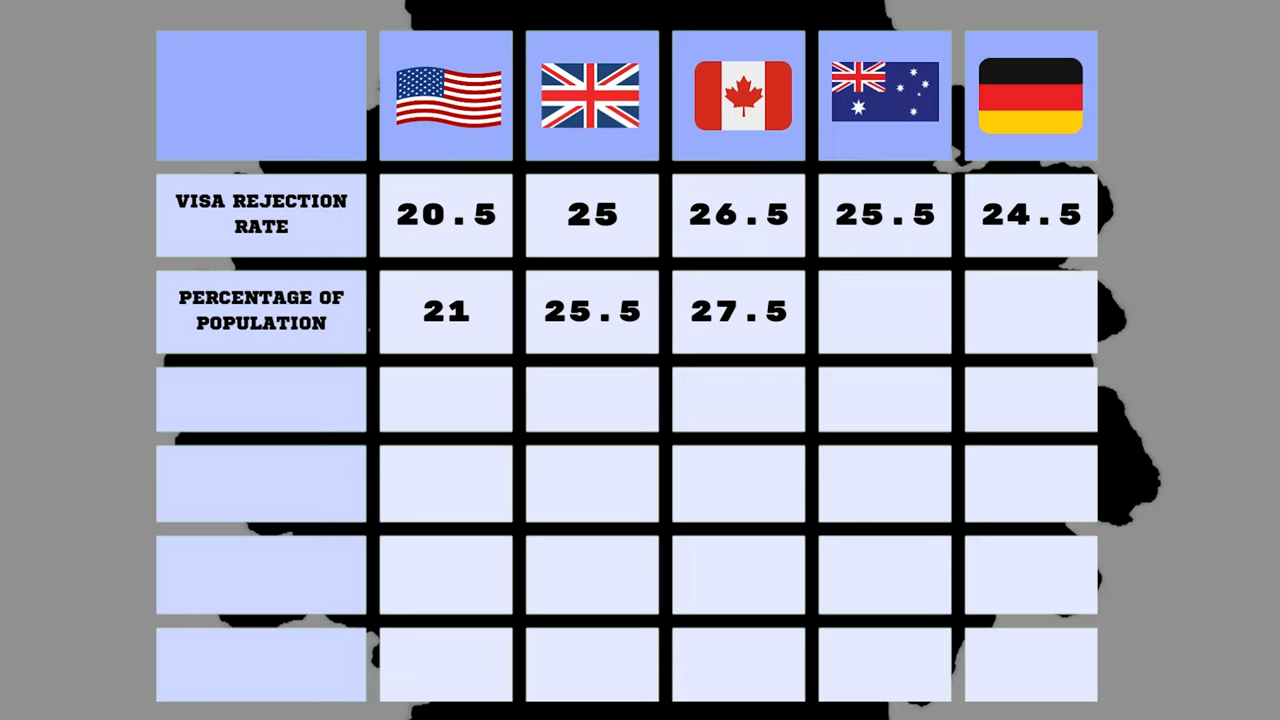 VISA REJECTION
RATE
20.5 25 26.5 25.5 24.5
PERCENTAGE OF
POPULATION
21 25.5 27.5